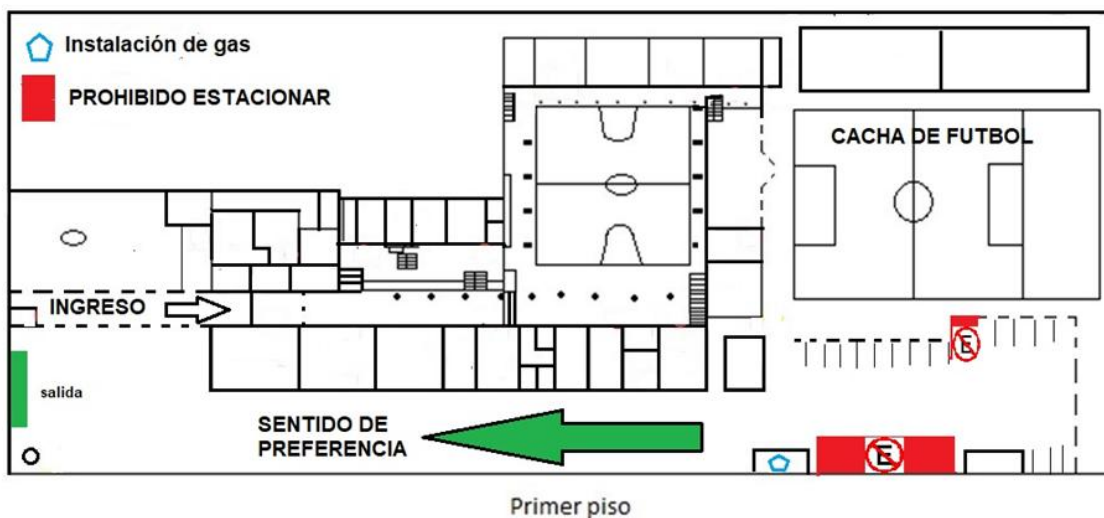 Instalación de gas
PROHIBIDO ESTACIONAR
CACHA DE FUTBOL
INGRESO
salida
SENTIDO DE
PREFERENCIA
E
E
Primer piso